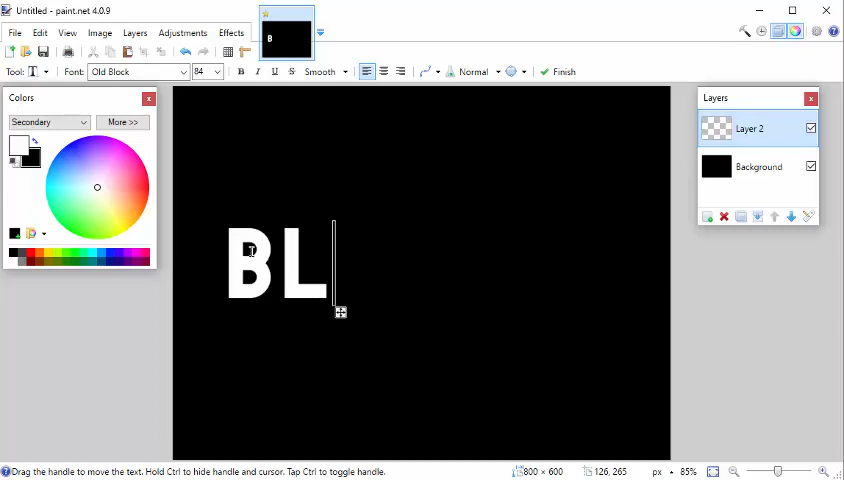 Untitled - paint.net 4.0.9
File Edit View Image Layers Adjustments Effects
B
Tool: T Font: Old Block 84 B I U S Smooth Normal Finish
Colors
Secondary More >>
Layers
Layer 2
Background
BL
Drag the handle to move the text. Hold Ctrl to hide handle and cursor. Tap Ctrl to toggle handle. 800 × 600 126, 265 px 85%